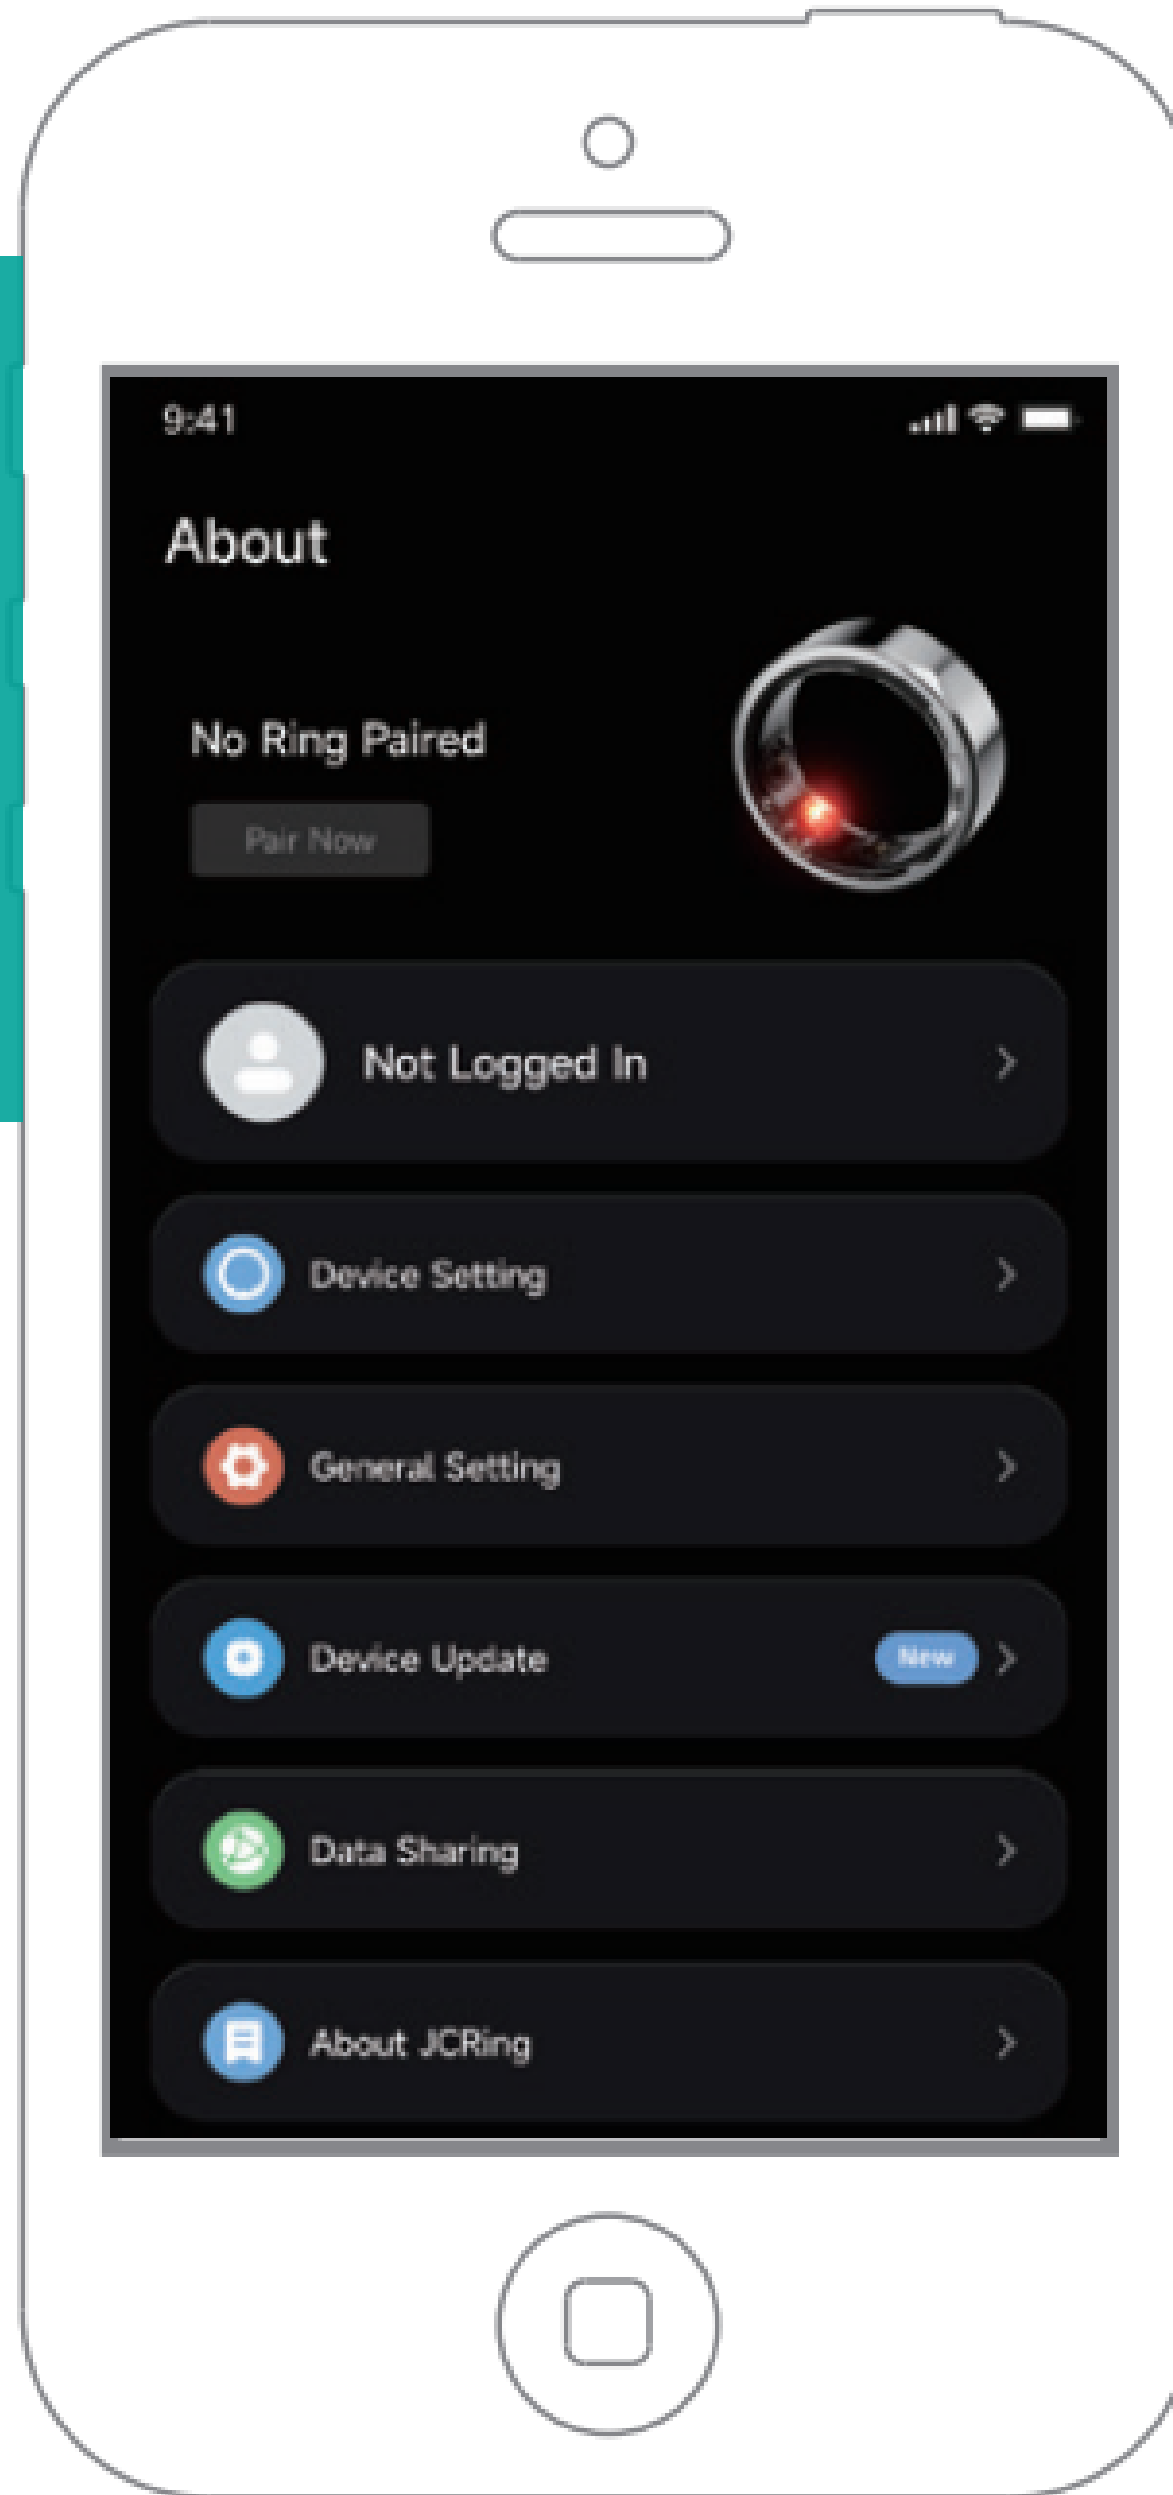 9:41
About
No Ring Paired
Pair Now
Not Logged In
Device Setting
General Setting
Device Update
New
Data Sharing
About JCRing